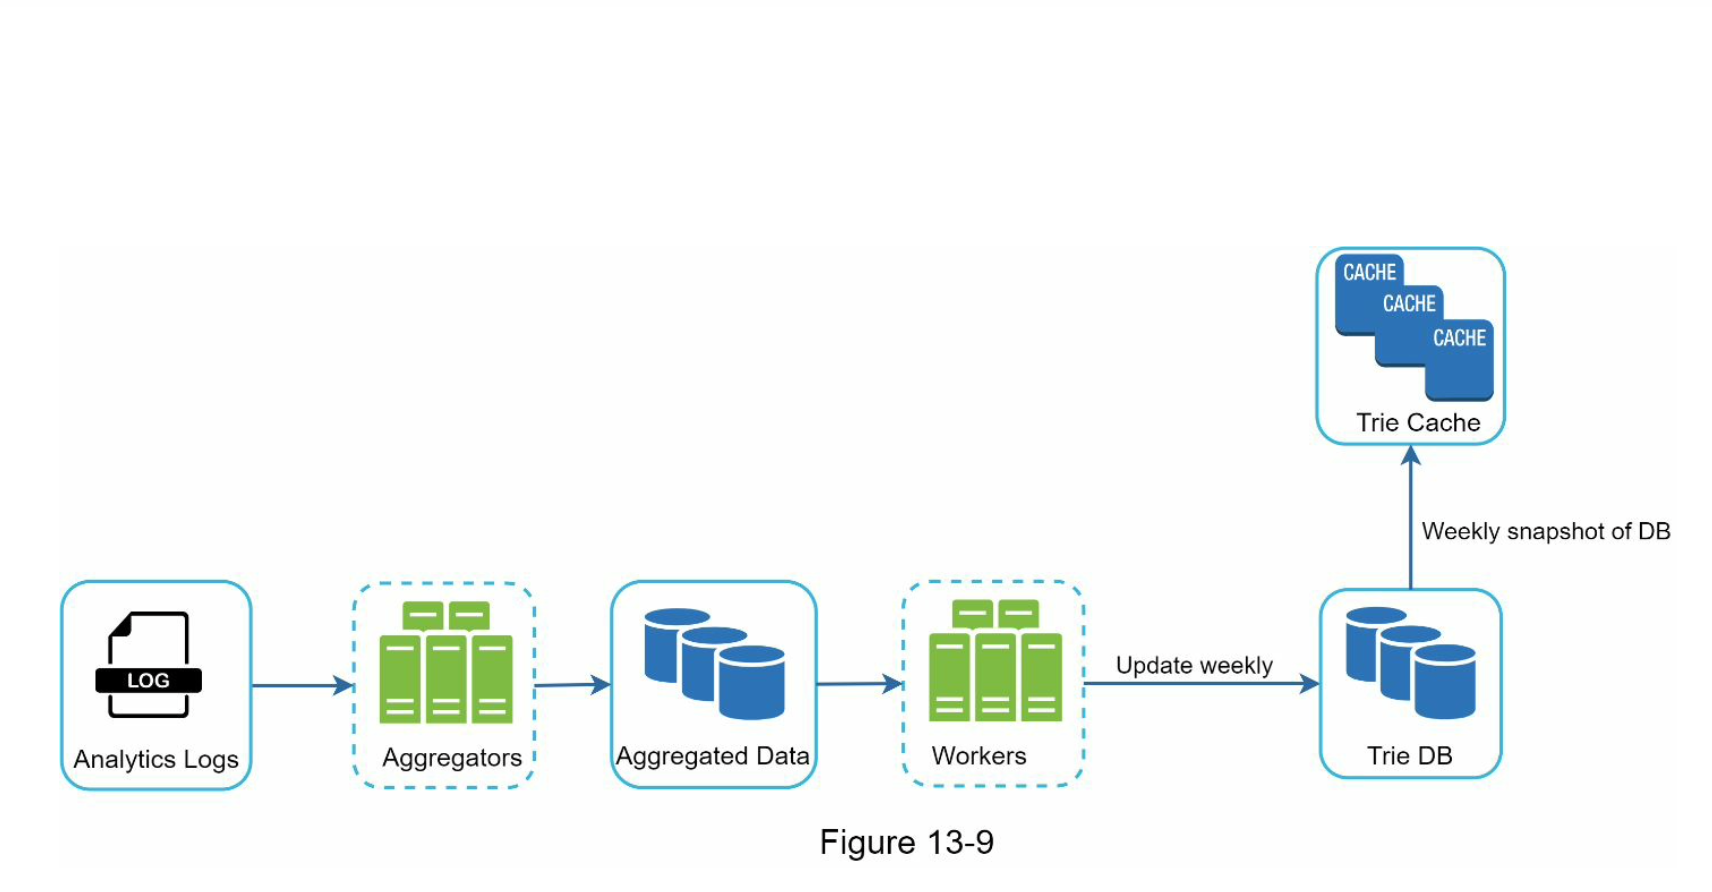 CACHE
CACHE
CACHE
Trie Cache
Weekly snapshot of DB
LOG
Analytics Logs
Aggregators
Aggregated Data
Workers
Update weekly
Trie DB
Figure 13-9